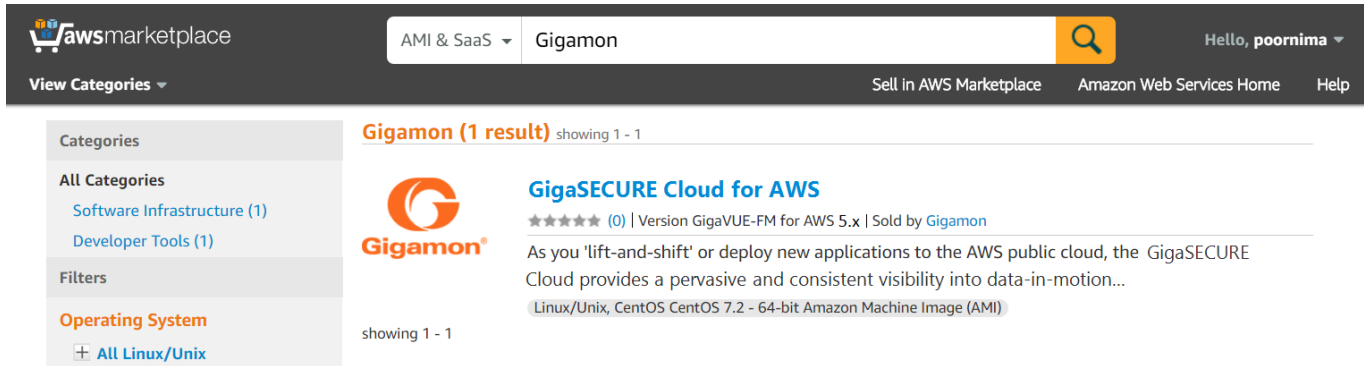 awsmarketplace
AMI & SaaS
Gigamon
Hello, poornima
View Categories
Sell in AWS Marketplace
Amazon Web Services Home
Help
Categories
All Categories
Software Infrastructure (1)
Developer Tools (1)
Filters
Operating System
All Linux/Unix
Gigamon (1 result) showing 1 - 1
Gigamon®
GigaSECURE Cloud for AWS
(0) | Version GigaVUE-FM for AWS 5.x | Sold by Gigamon
As you 'lift-and-shift' or deploy new applications to the AWS public cloud, the GigaSECURE
Cloud provides a pervasive and consistent visibility into data-in-motion...
Linux/Unix, CentOS CentOS 7.2 - 64-bit Amazon Machine Image (AMI)
showing 1 - 1